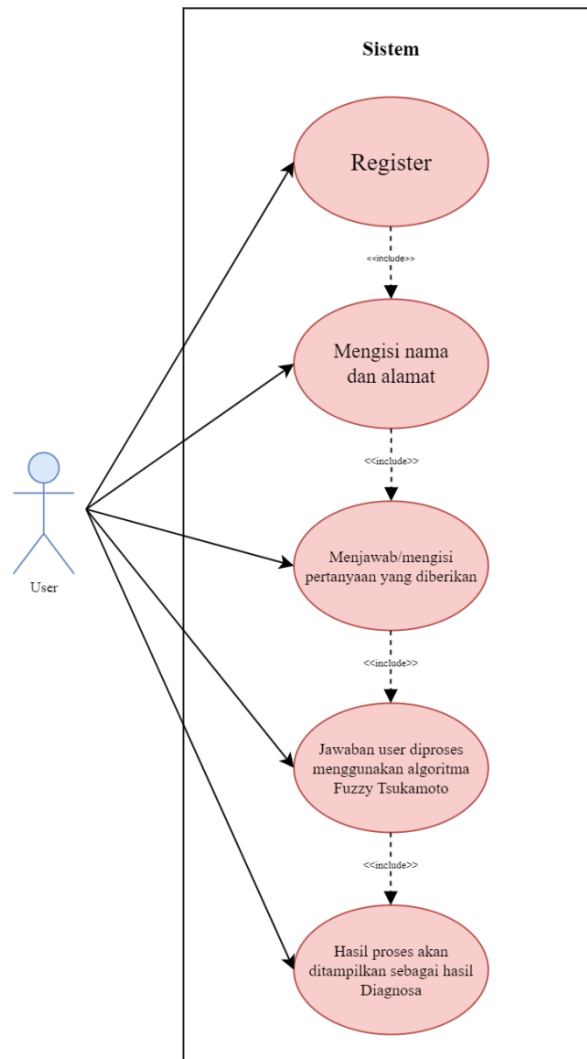 Sistem
Register
<<include>>
Mengisi nama
dan alamat
<<include>>
Menjawab/mengisi
pertanyaan yang diberikan
User
<<include>>
Jawaban user diproses
menggunakan algoritma
Fuzzy Tsukamoto
<<include>>
Hasil proses akan
ditampilkan sebagai hasil
Diagnosa